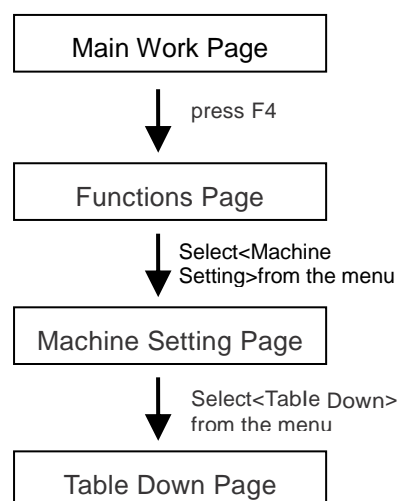 Main Work Page
press F4
Functions Page
Select<Machine
Setting>from the menu
Machine Setting Page
Select<Table Down>
from the menu
Table Down Page